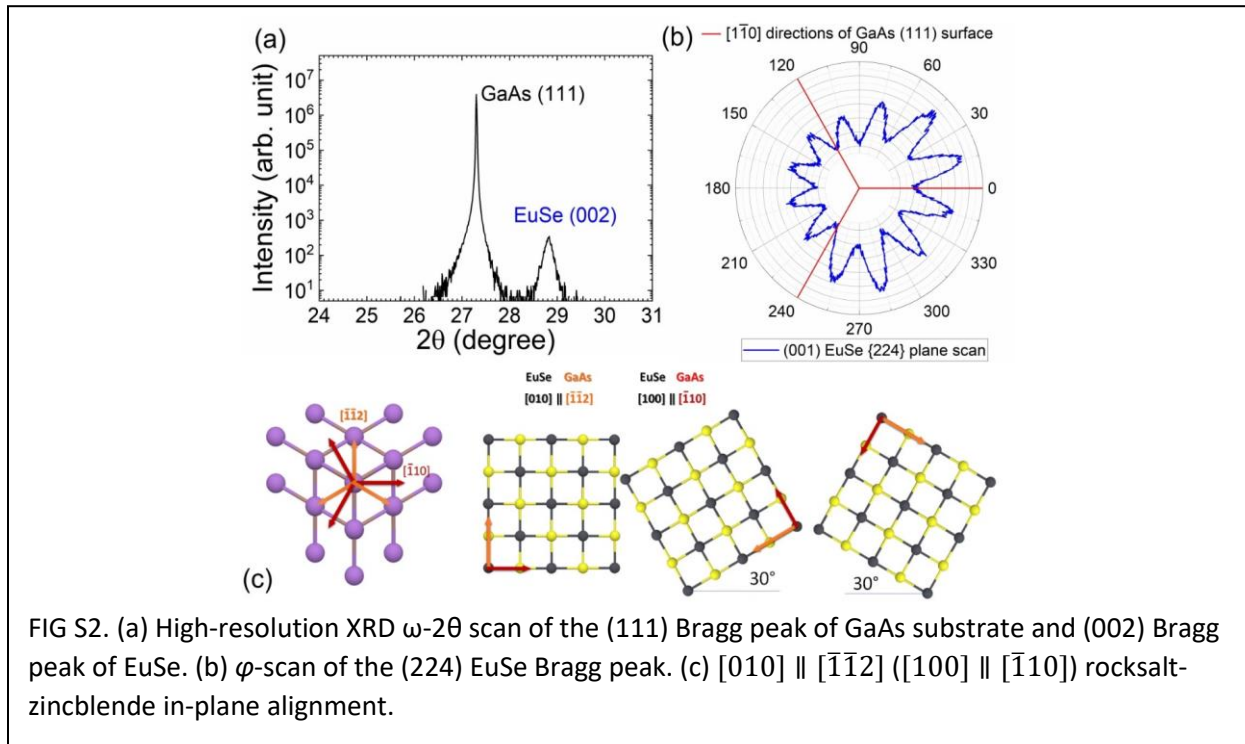 (a)
Intensity (arb. unit)
10⁷
10⁶
10⁵
10⁴
10³
10²
10¹
GaAs (111)
EuSe (002)
24 25 26 27 28 29 30 31
2θ (degree)
(b)
[11̄0] directions of GaAs (111) surface
90
120 60
150 30
180 0
210 330
240 300
270
(001) EuSe {224} plane scan
EuSe GaAs EuSe GaAs
[010] ‖ [1̄1̄2] [100] ‖ [1̄10]
[1̄1̄2]
[1̄10]
(c)
30°
30°
FIG S2. (a) High-resolution XRD ω-2θ scan of the (111) Bragg peak of GaAs substrate and (002) Bragg
peak of EuSe. (b) φ-scan of the (224) EuSe Bragg peak. (c) [010] ∥ [1̄1̄2] ([100] ∥ [1̄10]) rocksalt-
zincblende in-plane alignment.